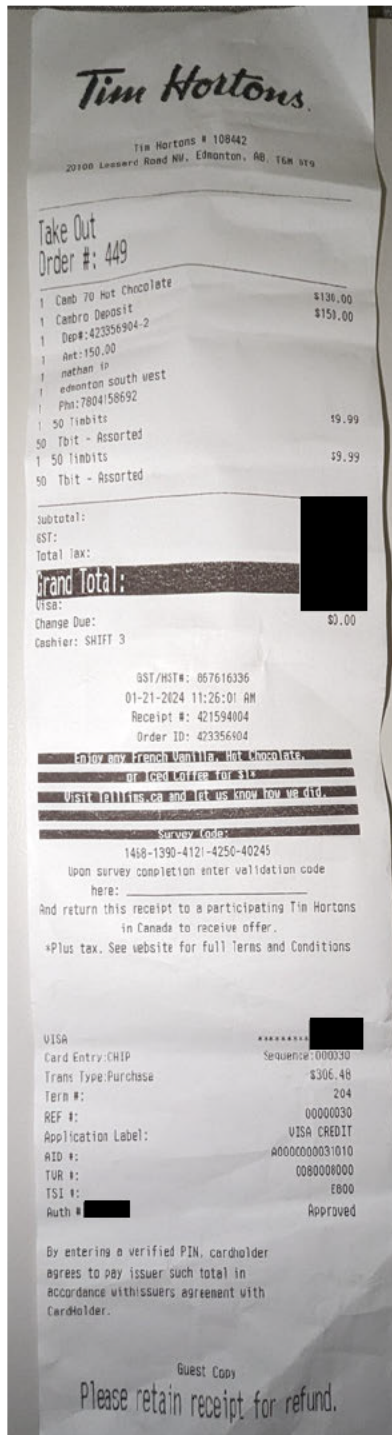 Tim Hortons
Tim Hortons # 108442
Road NW, Edmonton, AB, T6M
Take Out
Order #: 449
1 Camb 70 Hot Chocolate $130.00
1 Cambro Deposit $150.00
1 Dep#:423356904-2
1 Amt:150.00
1 nathan ip
1 edmonton south west
1 Phn:7804158692
1 50 Timbits $9.99
50 Tbit - Assorted
1 50 Timbits $9.99
50 Tbit - Assorted
Subtotal:
GST:
Total Tax:
Grand Total:
Visa:
Change Due: $0.00
Cashier: SHIFT 3
GST/HST#: 867616336
01-21-2024 11:26:01 AM
Receipt #: 421594004
Order ID: 423356904
Enjoy any French Vanilla, Hot Chocolate,
or Iced Coffee for $1*
Visit Telltims.ca and let us know how we did.
Survey Code:
1468-1390-4121-4250-40245
Upon survey completion enter validation code
here:
And return this receipt to a participating Tim Hortons
in Canada to receive offer.
*Plus tax. See website for full Terms and Conditions
VISA
Card Entry:CHIP Sequence:000030
Trans Type:Purchase $306.48
Term #: 204
REF #: 00000030
Application Label: VISA CREDIT
AID #: A0000000031010
TVR #: 0080008000
TSI #: E800
Auth # Approved
By entering a verified PIN, cardholder
agrees to pay issuer such total in
accordance withissuers agreement with
CardHolder.
Guest Copy
Please retain receipt for refund.